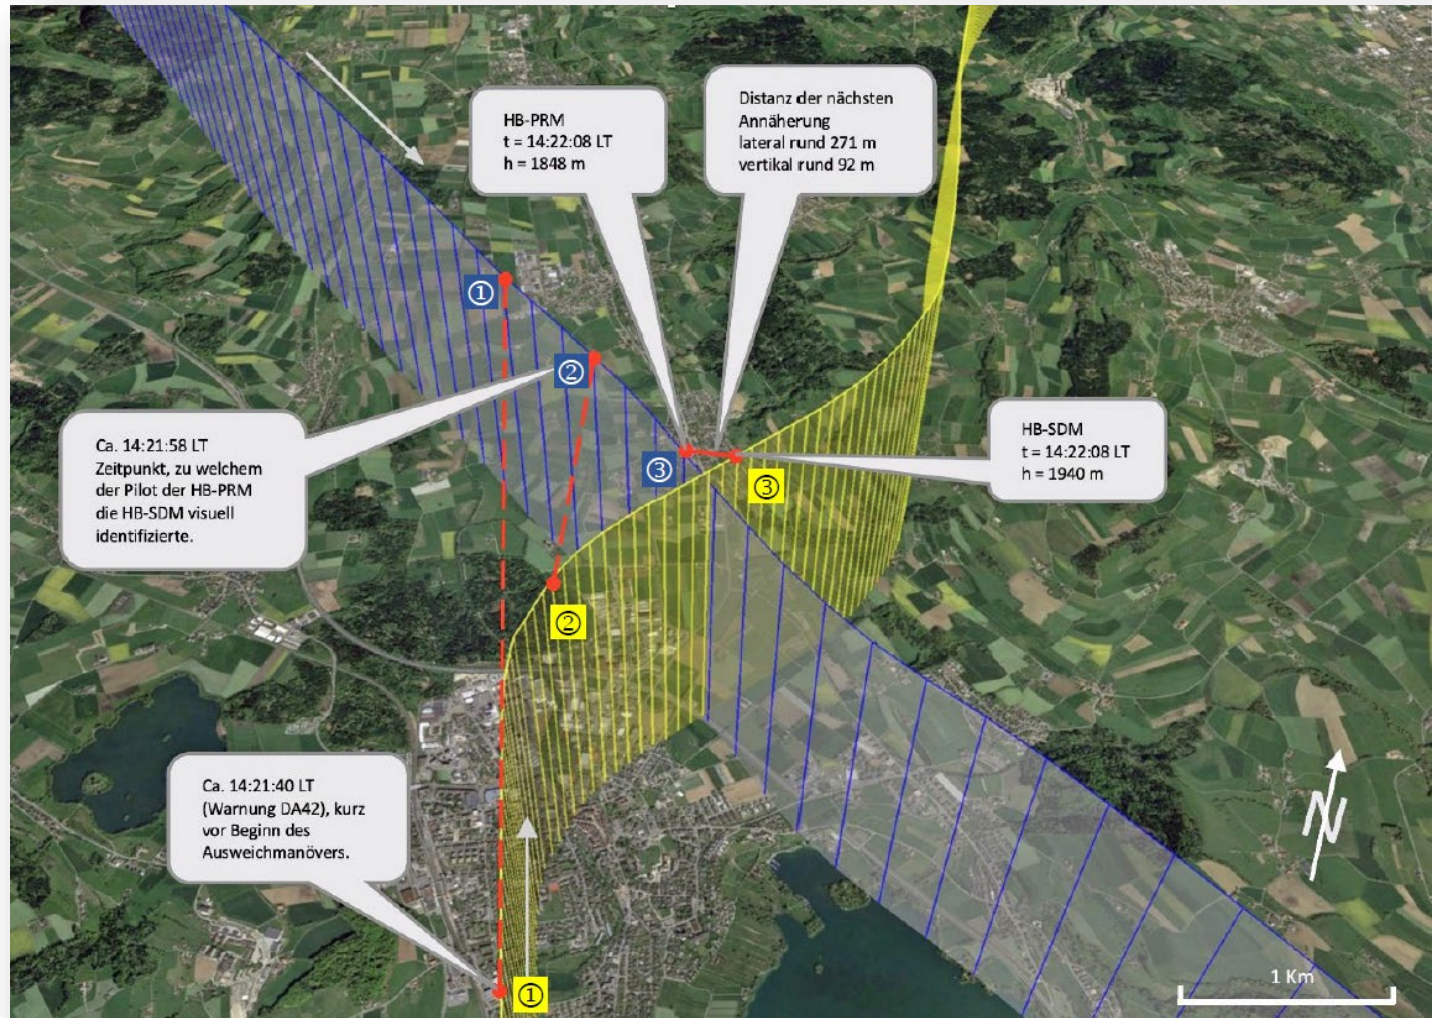 HB-PRM
t = 14:22:08 LT
h = 1848 m
Distanz der nächsten
Annäherung
lateral rund 271 m
vertikal rund 92 m
①
②
Ca. 14:21:58 LT
Zeitpunkt, zu welchem
der Pilot der HB-PRM
die HB-SDM visuell
identifizierte.
③
③
HB-SDM
t = 14:22:08 LT
h = 1940 m
②
Ca. 14:21:40 LT
(Warnung DA42), kurz
vor Beginn des
Ausweichmanövers.
①
N
1 Km